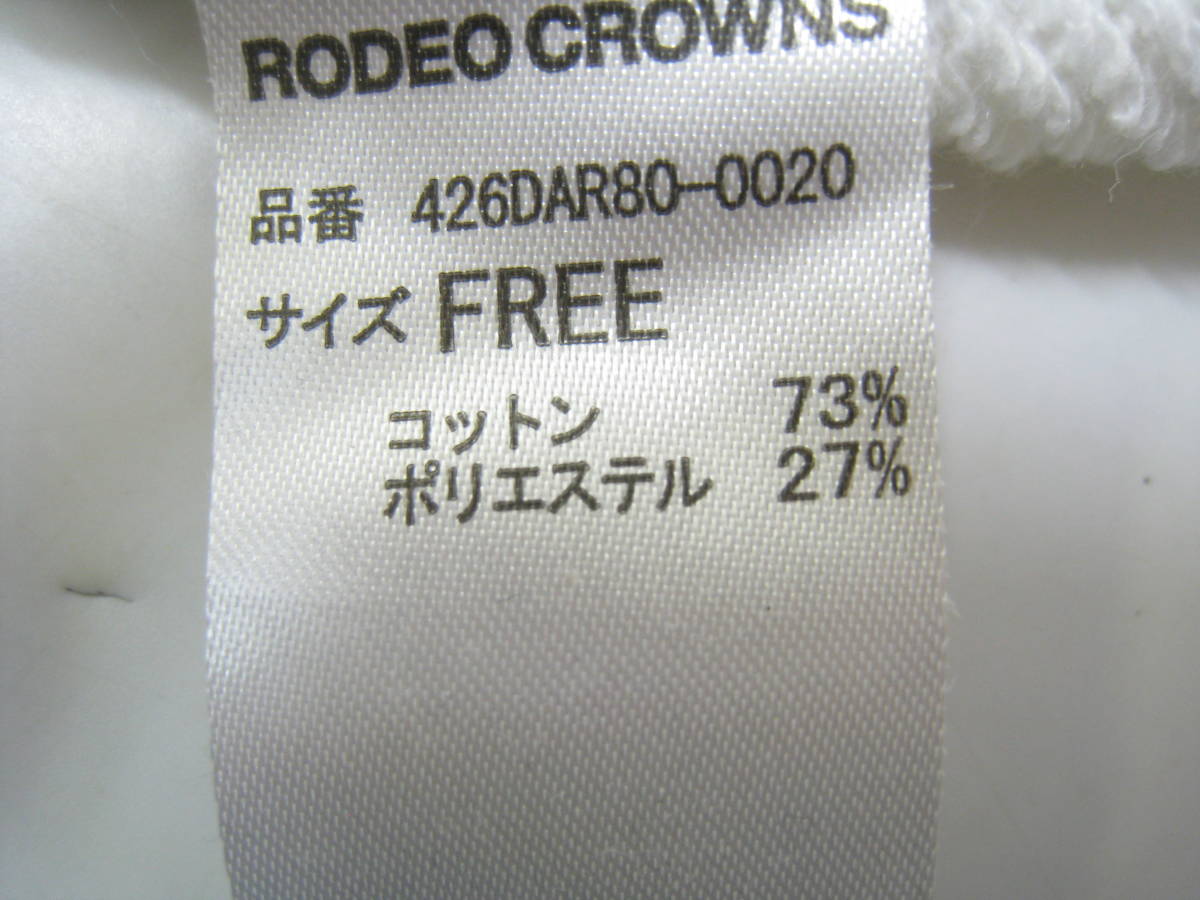 RODEO CROWNS
品番 426DAR80-0020
サイズ FREE
コットン 73%
ポリエステル 27%